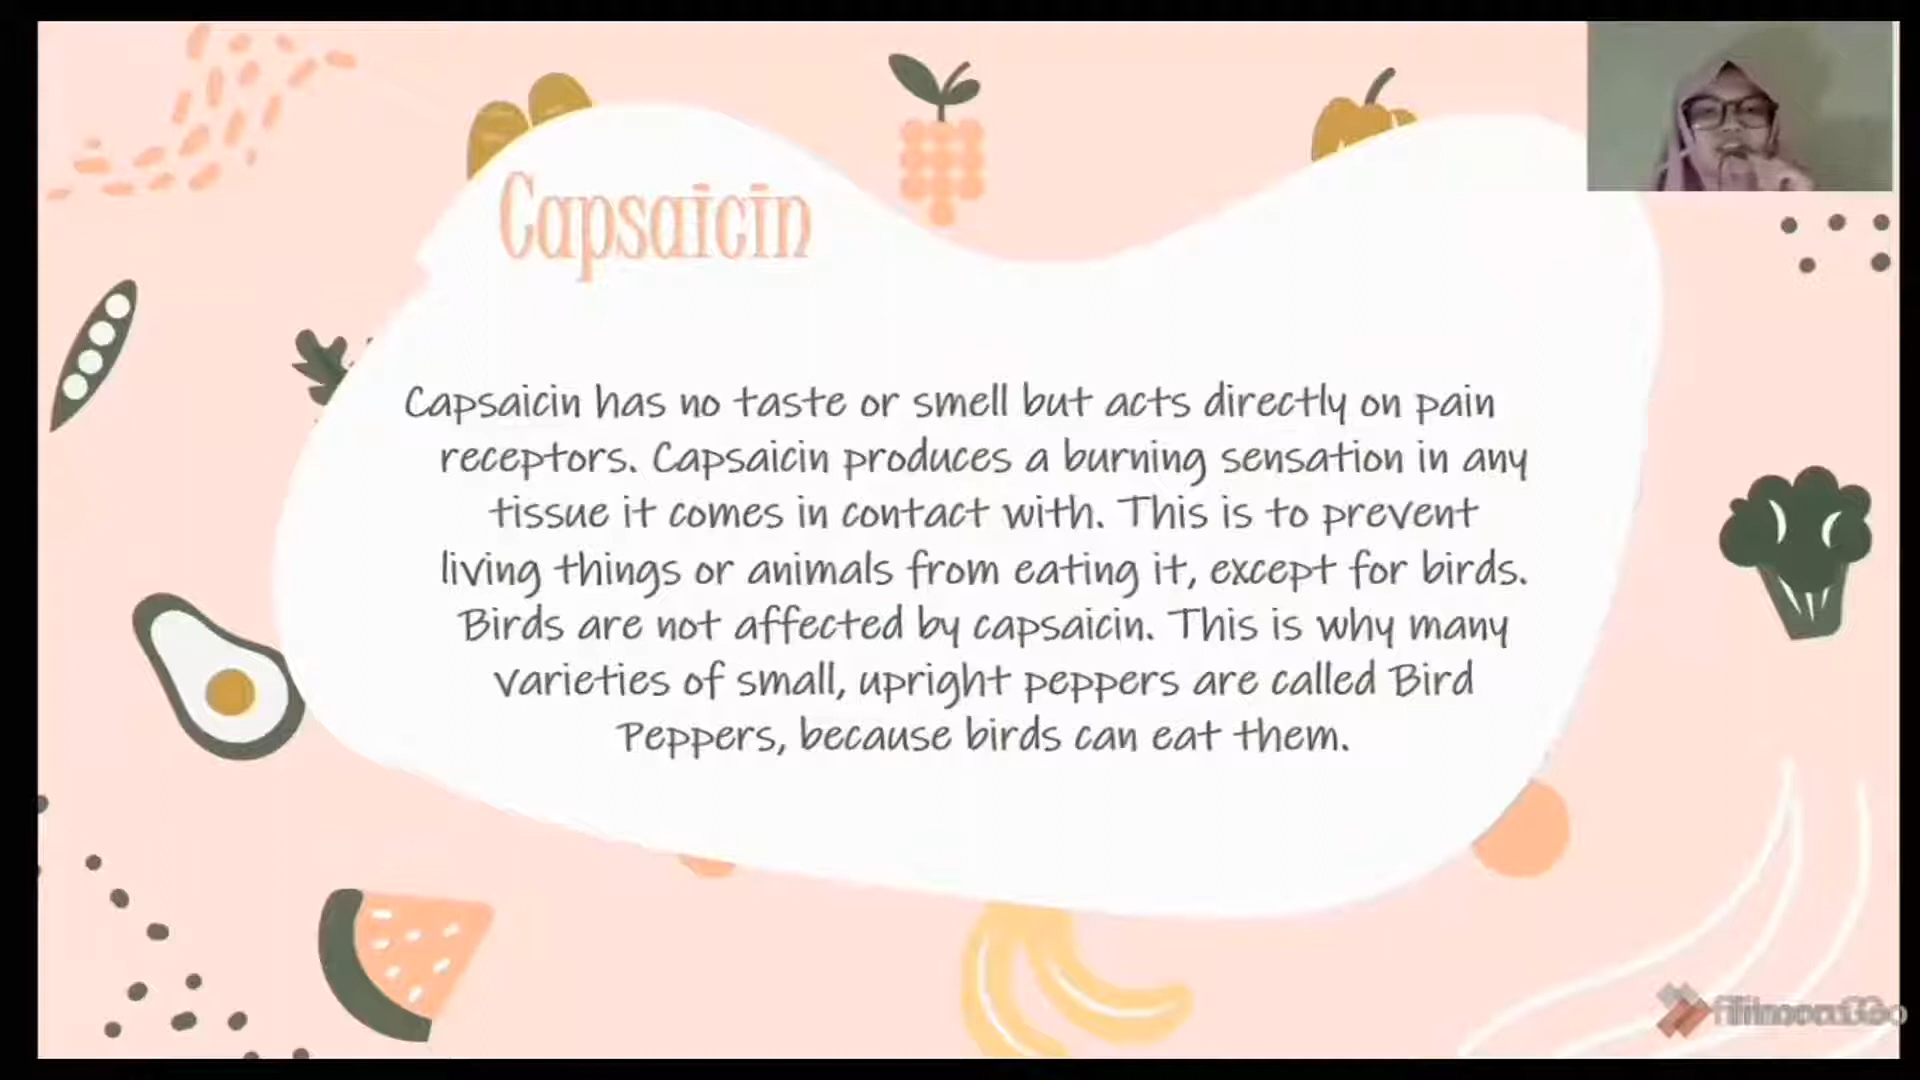 Capsaicin
Capsaicin has no taste or smell but acts directly on pain
receptors. Capsaicin produces a burning sensation in any
tissue it comes in contact with. This is to prevent
living things or animals from eating it, except for birds.
Birds are not affected by capsaicin. This is why many
varieties of small, upright peppers are called Bird
Peppers, because birds can eat them.